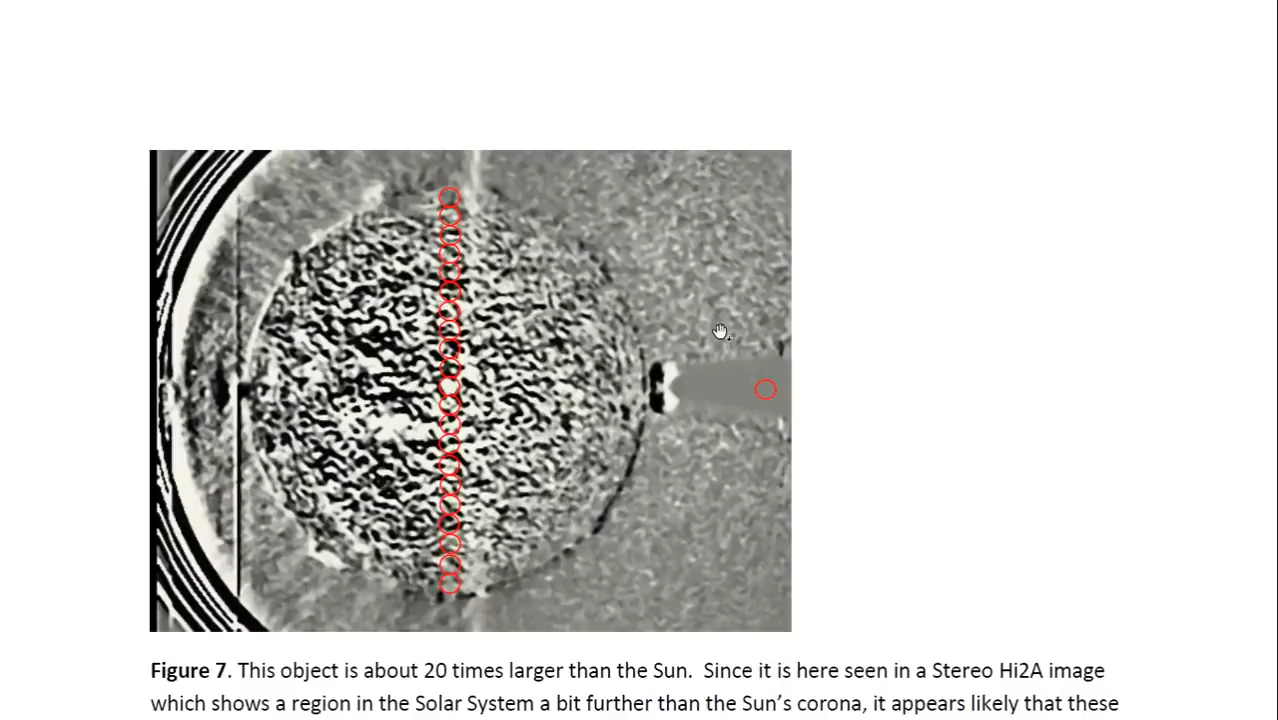 Figure 7. This object is about 20 times larger than the Sun.  Since it is here seen in a Stereo Hi2A image
which shows a region in the Solar System a bit further than the Sun’s corona, it appears likely that these